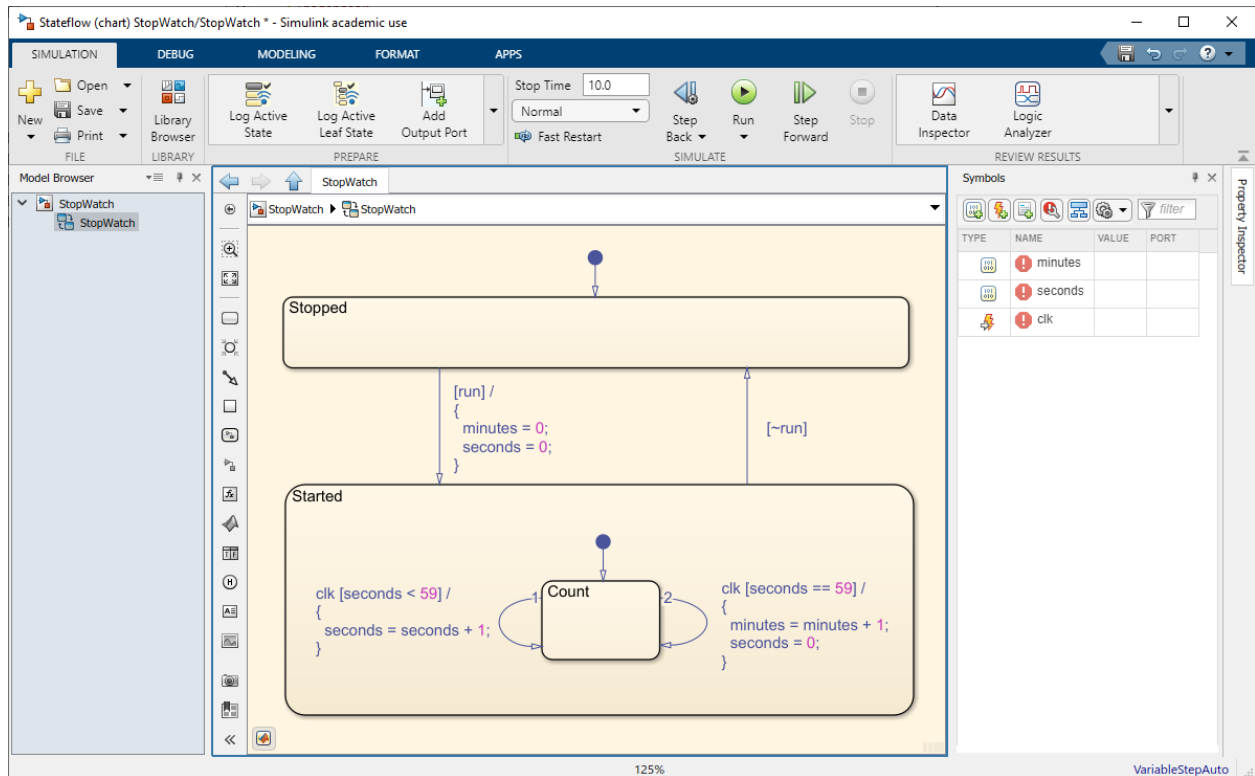 Stateflow (chart) StopWatch/StopWatch * - Simulink academic use
SIMULATION DEBUG MODELING FORMAT APPS
New
Open
Save
Print
FILE
Library
Browser
LIBRARY
Log Active
State
Log Active
Leaf State
Add
Output Port
PREPARE
Stop Time 10.0
Normal
Fast Restart
Step
Back
Run
Step
Forward
Stop
SIMULATE
Data
Inspector
Logic
Analyzer
REVIEW RESULTS
Model Browser
StopWatch
StopWatch
StopWatch
StopWatch StopWatch
Stopped
[run] /
{
minutes = 0;
seconds = 0;
}
[~run]
Started
clk [seconds < 59] /
{
seconds = seconds + 1;
}
1
Count
2
clk [seconds == 59] /
{
minutes = minutes + 1;
seconds = 0;
}
Symbols
filter
TYPE NAME VALUE PORT
minutes
seconds
clk
Property Inspector
125%
VariableStepAuto